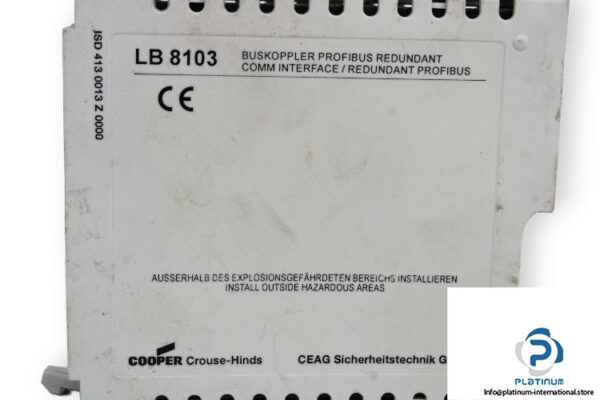 LB 8103
BUSKOPPLER PROFIBUS REDUNDANT
COMM INTERFACE / REDUNDANT PROFIBUS
CE
JSD 413 0013 Z 0000
AUSSERHALB DES EXPLOSIONSGEFÄHRDETEN BEREICHS INSTALLIEREN
INSTALL OUTSIDE HAZARDOUS AREAS
COOPER Crouse-Hinds
CEAG Sicherheitstechnik G
PLATINUM
Info@platinum-international.store